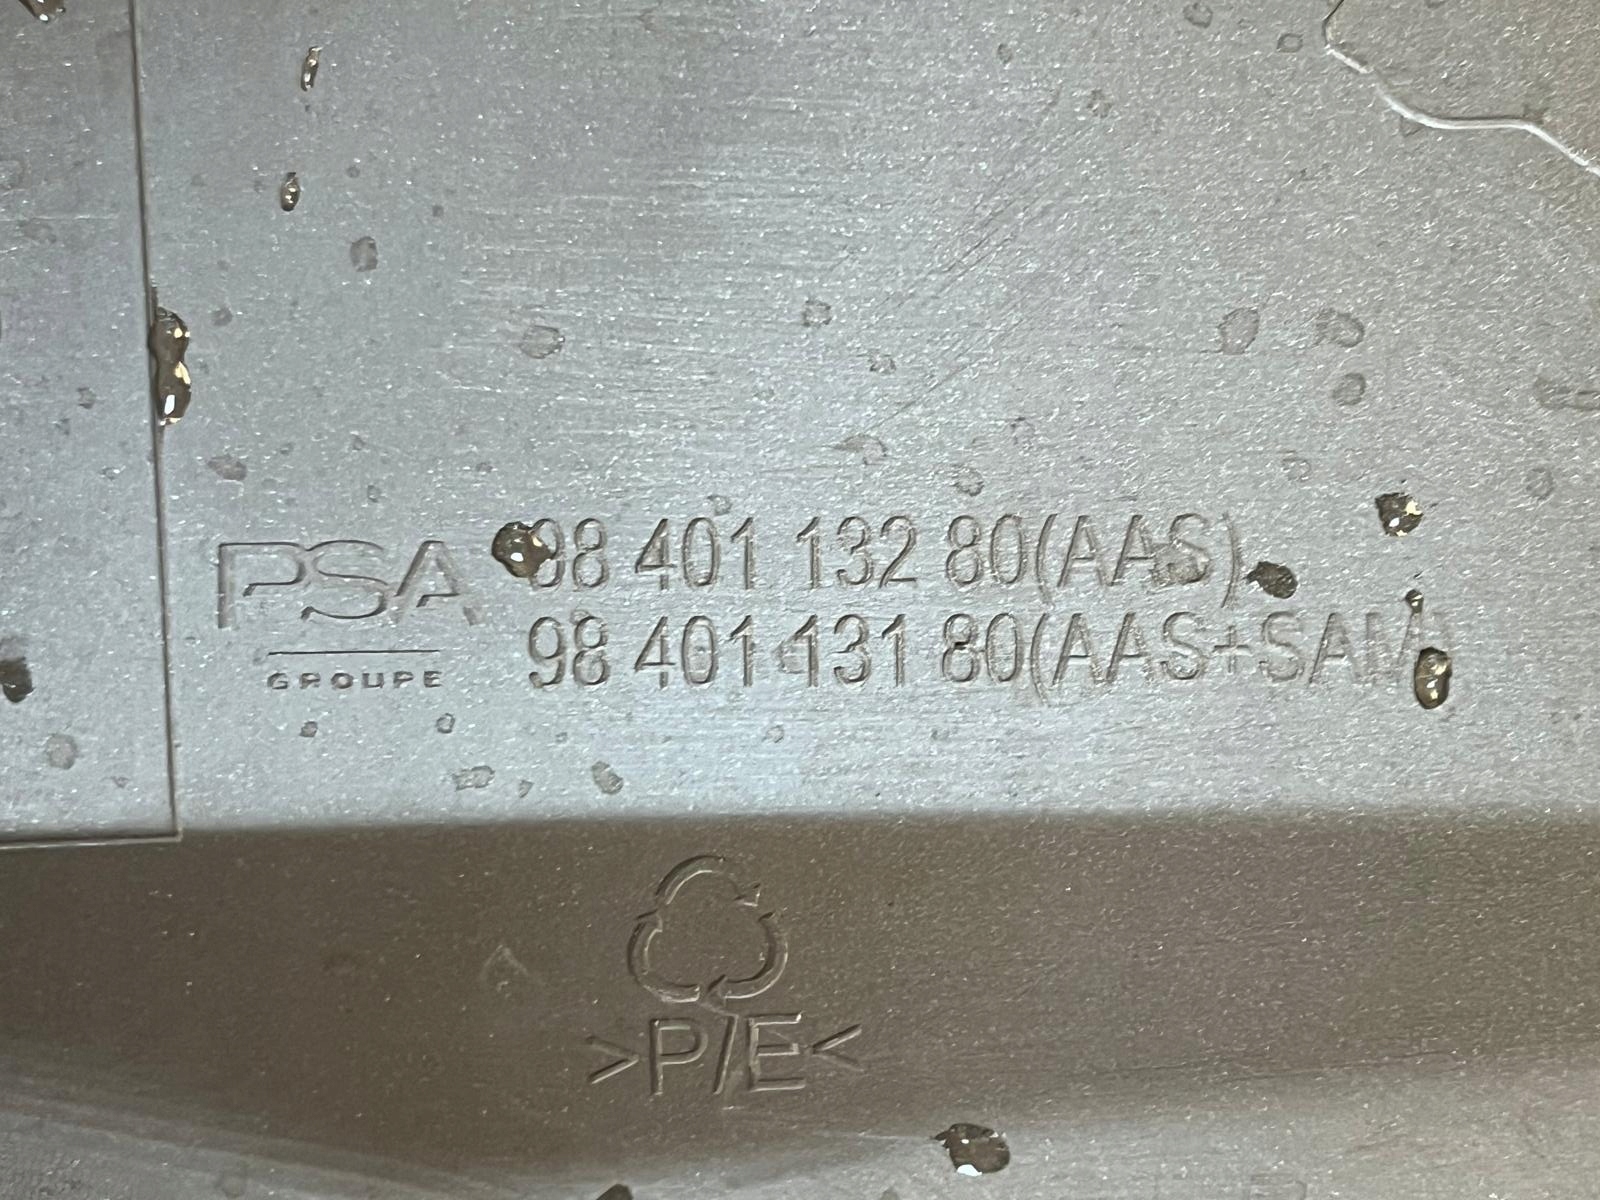 PSA
GROUPE
98 401 132 80(AAS)
98 401 131 80(AAS+SAM)
>P/E<